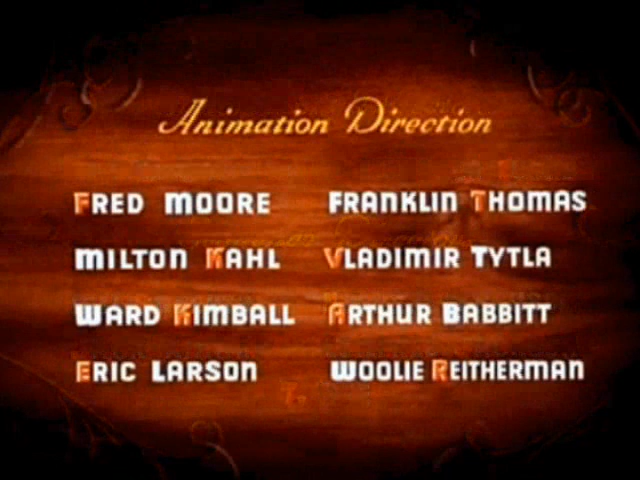 Animation Direction
FRED MOORE FRANKLIN THOMAS
MILTON KAHL VLADIMIR TYTLA
WARD KIMBALL ARTHUR BABBITT
ERIC LARSON WOOLIE REITHERMAN